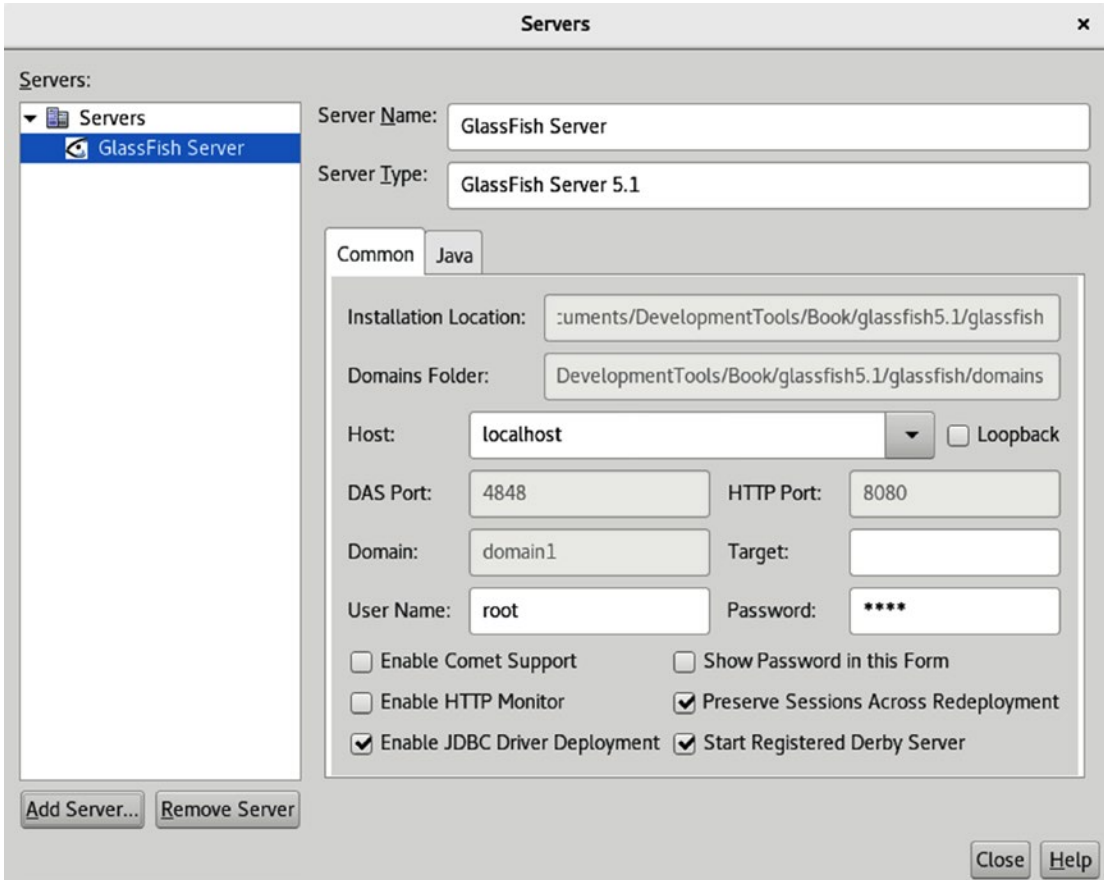 Servers
Servers:
Servers
GlassFish Server
Server Name: GlassFish Server
Server Type: GlassFish Server 5.1
Common Java
Installation Location: :uments/DevelopmentTools/Book/glassfish5.1/glassfish
Domains Folder: DevelopmentTools/Book/glassfish5.1/glassfish/domains
Host: localhost Loopback
DAS Port: 4848 HTTP Port: 8080
Domain: domain1 Target:
User Name: root Password: ****
Enable Comet Support Show Password in this Form
Enable HTTP Monitor Preserve Sessions Across Redeployment
Enable JDBC Driver Deployment Start Registered Derby Server
Add Server... Remove Server
Close Help